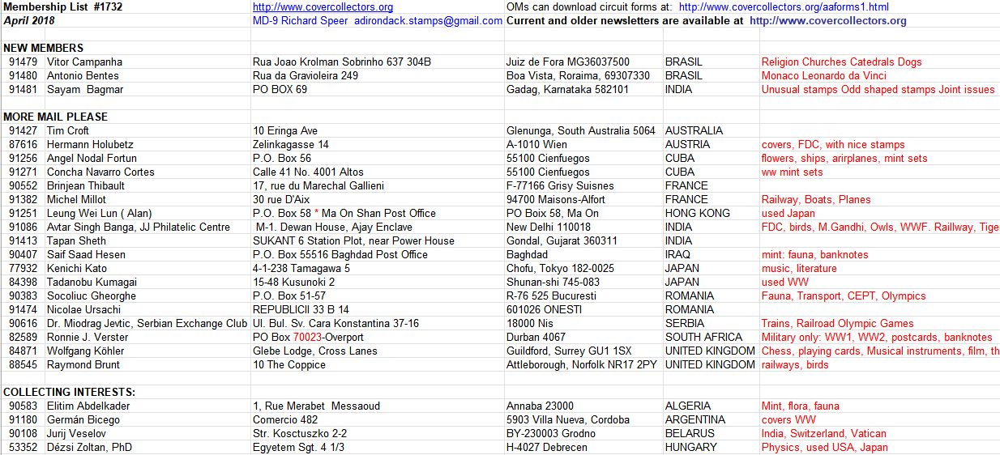 Membership List #1732 http://www.covercollectors.org OMs can download circuit forms at: http://www.covercollectors.org/aaforms1.html
April 2018 MD-9 Richard Speer adirondack.stamps@gmail.com Current and older newsletters are available at http://www.covercollectors.org
NEW MEMBERS
91479 Vitor Campanha Rua Joao Krolman Sobrinho 637 304B Juiz de Fora MG36037500 BRASIL Religion Churches Catedrals Dogs
91480 Antonio Bentes Rua da Gravioleira 249 Boa Vista, Roraima, 69307330 BRASIL Monaco Leonardo da Vinci
91481 Sayam Bagmar PO BOX 69 Gadag, Karnataka 582101 INDIA Unusual stamps Odd shaped stamps Joint issues
MORE MAIL PLEASE
91427 Tim Croft 10 Eringa Ave Glenunga, South Australia 5064 AUSTRALIA
87616 Hermann Holubetz Zelinkagasse 14 A-1010 Wien AUSTRIA covers, FDC, with nice stamps
91256 Angel Nodal Fortun P.O. Box 56 55100 Cienfuegos CUBA flowers, ships, arirplanes, mint sets
91271 Concha Navarro Cortes Calle 41 No. 4001 Altos 55100 Cienfuegos CUBA ww mint sets
90552 Brinjean Thibault 17, rue du Marechal Gallieni F-77166 Grisy Suisnes FRANCE
91382 Michel Millot 30 rue D'Aix 94700 Maisons-Alfort FRANCE Railway, Boats, Planes
91251 Leung Wei Lun ( Alan) P.O. Box 58 * Ma On Shan Post Office PO Boix 58, Ma On HONG KONG used Japan
91086 Avtar Singh Banga, JJ Philatelic Centre M-1. Dewan House, Ajay Enclave New Delhi 110018 INDIA FDC, birds, M.Gandhi, Owls, WWF. Raillway, Tige
91413 Tapan Sheth SUKANT 6 Station Plot, near Power House Gondal, Gujarat 360311 INDIA
90407 Saif Saad Hesen P.O. Box 55516 Baghdad Post Office Baghdad IRAQ mint: fauna, banknotes
77932 Kenichi Kato 4-1-238 Tamagawa 5 Chofu, Tokyo 182-0025 JAPAN music, literature
84398 Tadanobu Kumagai 15-48 Kusunoki 2 Shunan-shi 745-083 JAPAN used WW
90383 Socoliuc Gheorghe P.O. Box 51-57 R-76 525 Bucuresti ROMANIA Fauna, Transport, CEPT, Olympics
91474 Nicolae Ursachi REPUBLICII 33 B 14 601026 ONESTI ROMANIA
90616 Dr. Miodrag Jevtic, Serbian Exchange Club Ul. Bul. Sv. Cara Konstantina 37-16 18000 Nis SERBIA Trains, Railroad Olympic Games
82589 Ronnie J. Verster PO Box 70023-Overport Durban 4067 SOUTH AFRICA Military only: WW1, WW2, postcards, banknotes
84871 Wolfgang Köhler Glebe Lodge, Cross Lanes Guildford, Surrey GU1 1SX UNITED KINGDOM Chess, playing cards, Musical instruments, film, th
88545 Raymond Brunt 10 The Coppice Attleborough, Norfolk NR17 2PY UNITED KINGDOM railways, birds
COLLECTING INTERESTS:
90583 Elitim Abdelkader 1, Rue Merabet Messaoud Annaba 23000 ALGERIA Mint, flora, fauna
91180 Germán Bicego Comercio 482 5903 Villa Nueva, Cordoba ARGENTINA covers WW
90108 Jurij Veselov Str. Kosctuszko 2-2 BY-230003 Grodno BELARUS India, Switzerland, Vatican
53352 Dézsi Zoltan, PhD Egyetem Sgt. 4 1/3 H-4027 Debrecen HUNGARY Physics, used USA, Japan